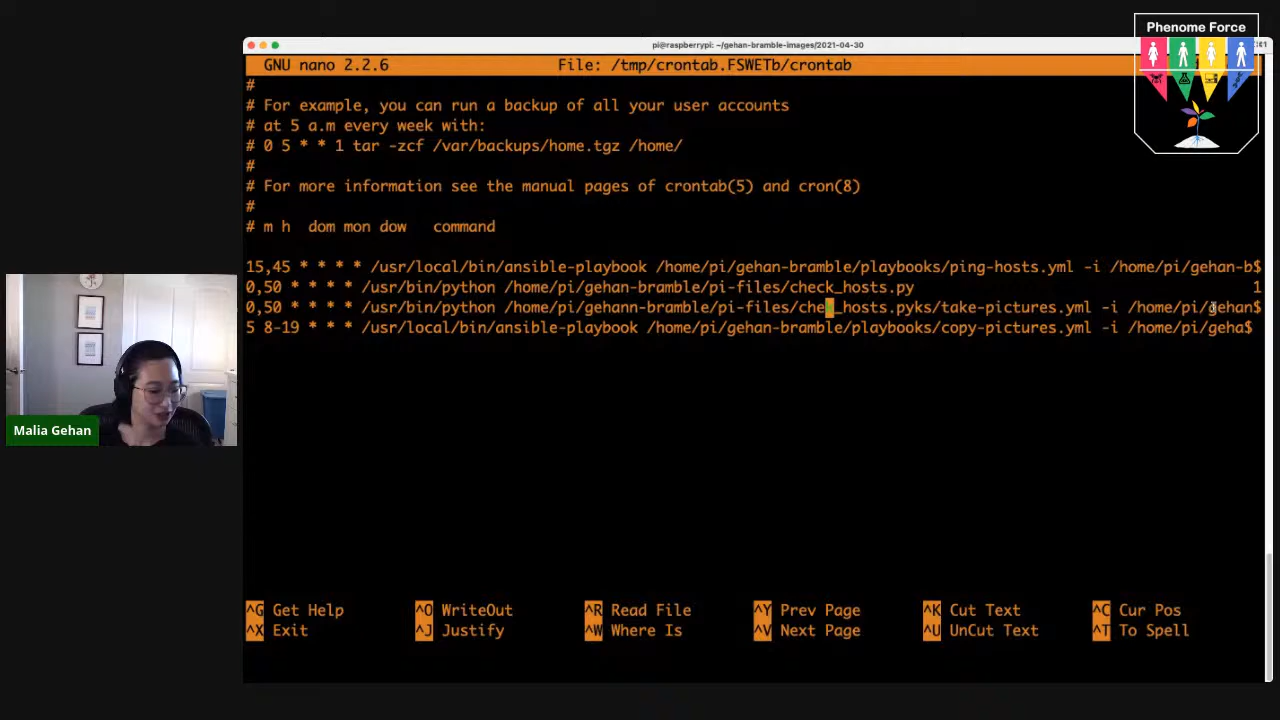 Phenome Force
pi@raspberrypi: ~/gehan-bramble-images/2021-04-30
GNU nano 2.2.6 File: /tmp/crontab.FSWETb/crontab
#
# For example, you can run a backup of all your user accounts
# at 5 a.m every week with:
# 0 5 * * 1 tar -zcf /var/backups/home.tgz /home/
#
# For more information see the manual pages of crontab(5) and cron(8)
#
# m h  dom mon dow   command
15,45 * * * * /usr/local/bin/ansible-playbook /home/pi/gehan-bramble/playbooks/ping-hosts.yml -i /home/pi/gehan-b$
0,50 * * * * /usr/bin/python /home/pi/gehan-bramble/pi-files/check_hosts.py 1
0,50 * * * * /usr/bin/python /home/pi/gehann-bramble/pi-files/check_hosts.pyks/take-pictures.yml -i /home/pi/gehan$
5 8-19 * * * /usr/local/bin/ansible-playbook /home/pi/gehan-bramble/playbooks/copy-pictures.yml -i /home/pi/geha$
Malia Gehan
^G Get Help ^O WriteOut ^R Read File ^Y Prev Page ^K Cut Text ^C Cur Pos
^X Exit ^J Justify ^W Where Is ^V Next Page ^U UnCut Text ^T To Spell